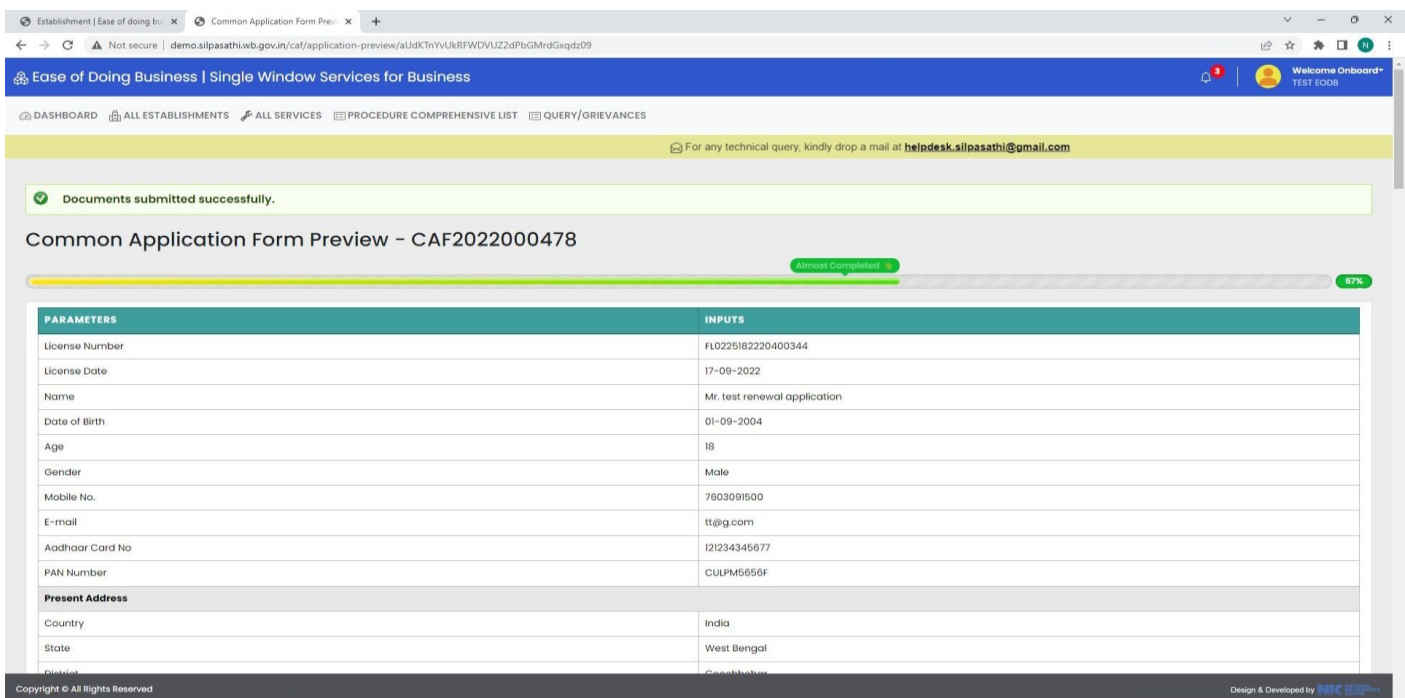 Establishment | Ease of doing bu
Common Application Form Prev
Not secure | demo.silpasathi.wb.gov.in/caf/application-preview/aUdKTnYvUkRFWDVUZ2dPbGMrdGxqdz09
N
Ease of Doing Business | Single Window Services for Business
3
Welcome Onboard
TEST EODB
DASHBOARD ALL ESTABLISHMENTS ALL SERVICES PROCEDURE COMPREHENSIVE LIST QUERY/GRIEVANCES
For any technical query, kindly drop a mail at helpdesk.silpasathi@gmail.com
Documents submitted successfully.
Common Application Form Preview - CAF2022000478
Almost Completed
67%
PARAMETERS INPUTS
License Number FL0225182220400344
License Date 17-09-2022
Name Mr. test renewal application
Date of Birth 01-09-2004
Age 18
Gender Male
Mobile No. 7603091500
E-mail tt@g.com
Aadhaar Card No 121234345677
PAN Number CULPM5656F
Present Address
Country India
State West Bengal
District Coochbehar
Copyright © All Rights Reserved
Design & Developed by NIC